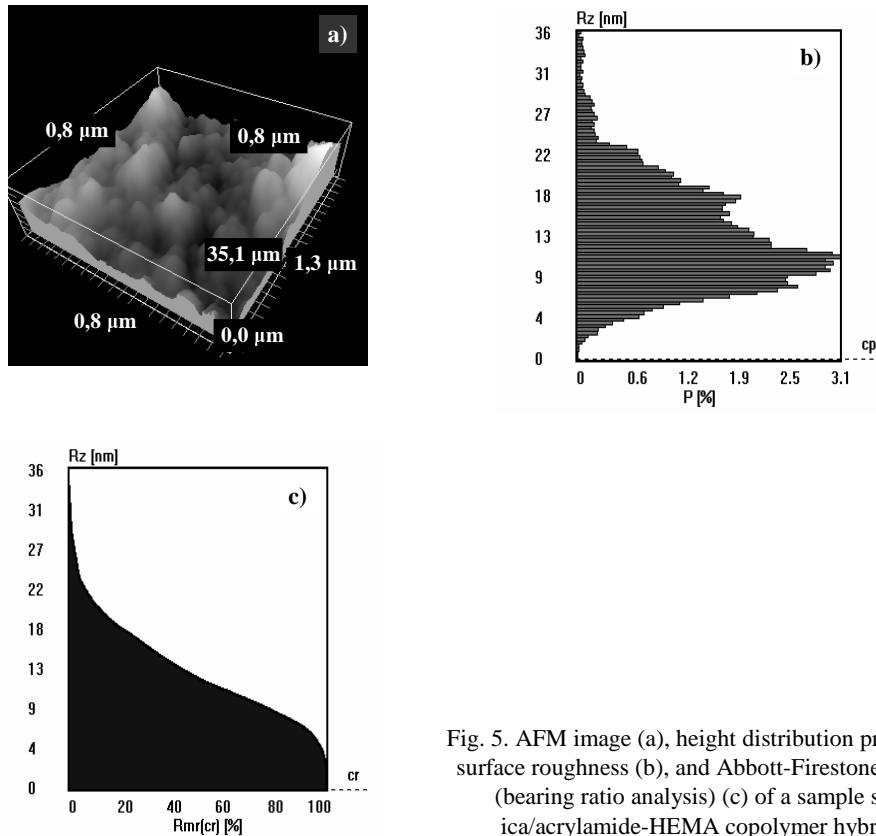 a)
0,8 µm
0,8 µm
35,1 µm
1,3 µm
0,8 µm
0,0 µm
Rz [nm]
b)
36
31
27
22
18
13
9
4
0
cp
0 0.6 1.2 1.9 2.5 3.1
P [%]
Rz [nm]
c)
36
31
27
22
18
13
9
4
0
cr
0 20 40 60 80 100
Rmr(cr) [%]
Fig. 5. AFM image (a), height distribution
surface roughness (b), and Abbott-Firestone
(bearing ratio analysis) (c) of a sample
ica/acrylamide-HEMA copolymer